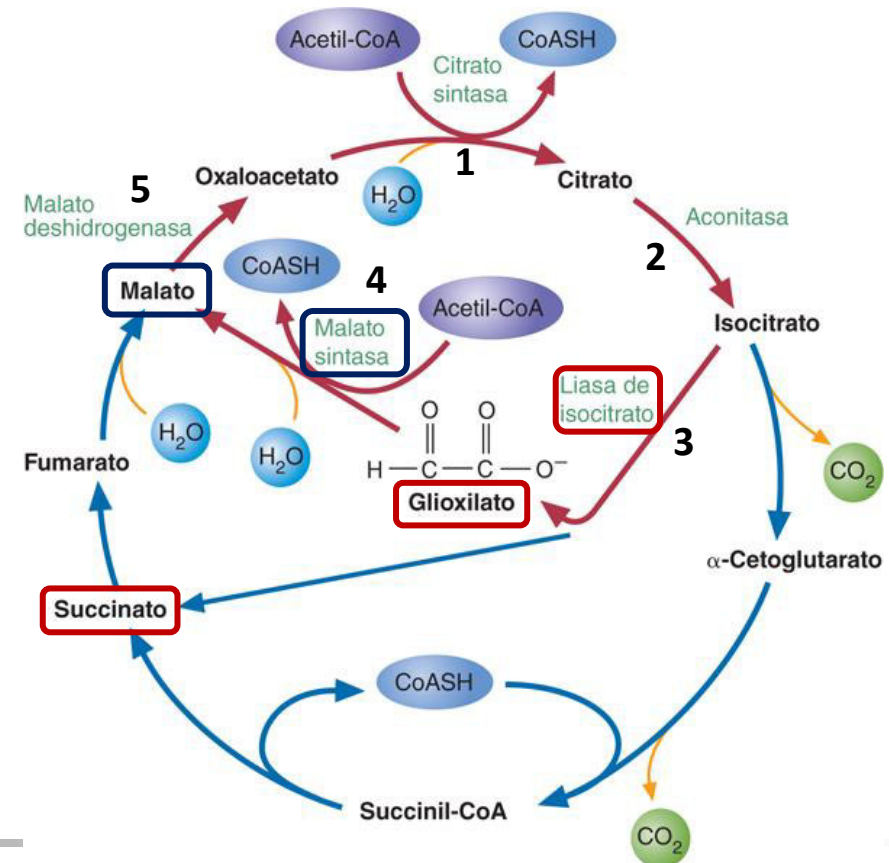 Acetil-CoA
CoASH
Citrato
sintasa
1
Oxaloacetato
H₂O
Citrato
5
Malato
deshidrogenasa
Aconitasa
2
CoASH
4
Malato
Acetil-CoA
Malato
sintasa
Isocitrato
Liasa de
isocitrato
3
O O
H₂O
H₂O
H—C—C—O⁻
Fumarato
Glioxilato
CO₂
α-Cetoglutarato
Succinato
CoASH
Succinil-CoA
CO₂